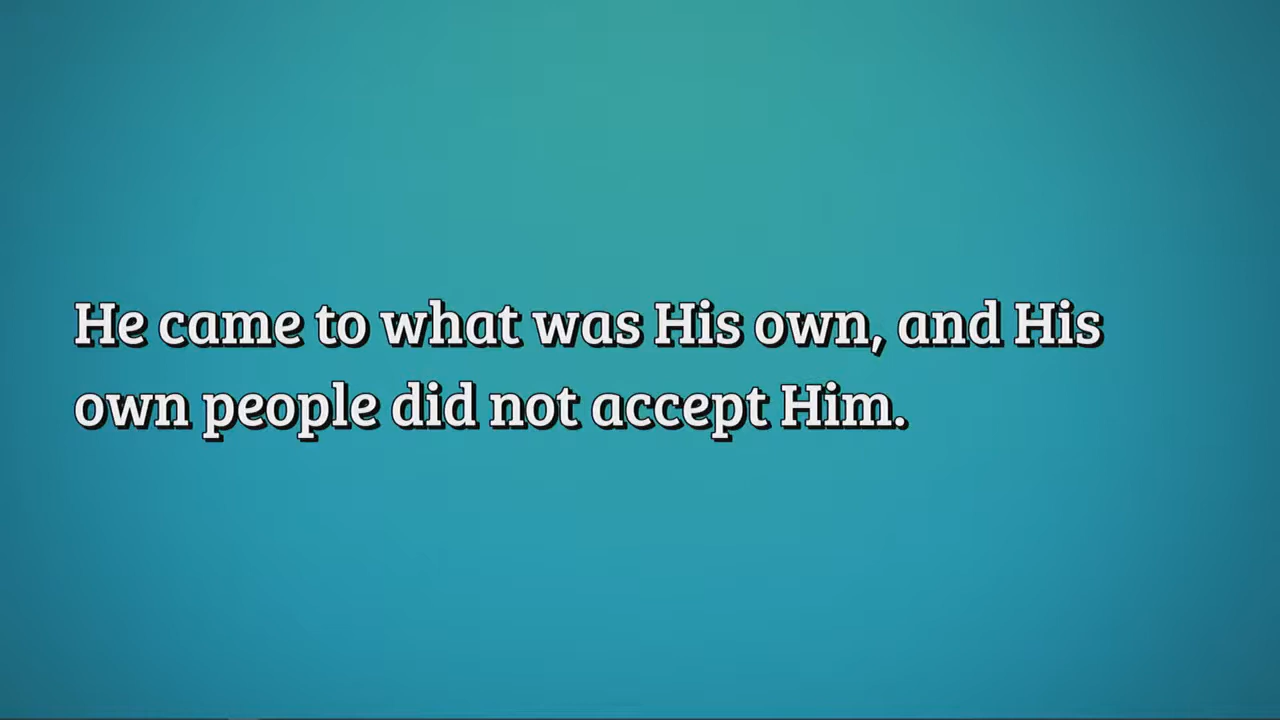 He came to what was His own, and His
own people did not accept Him.